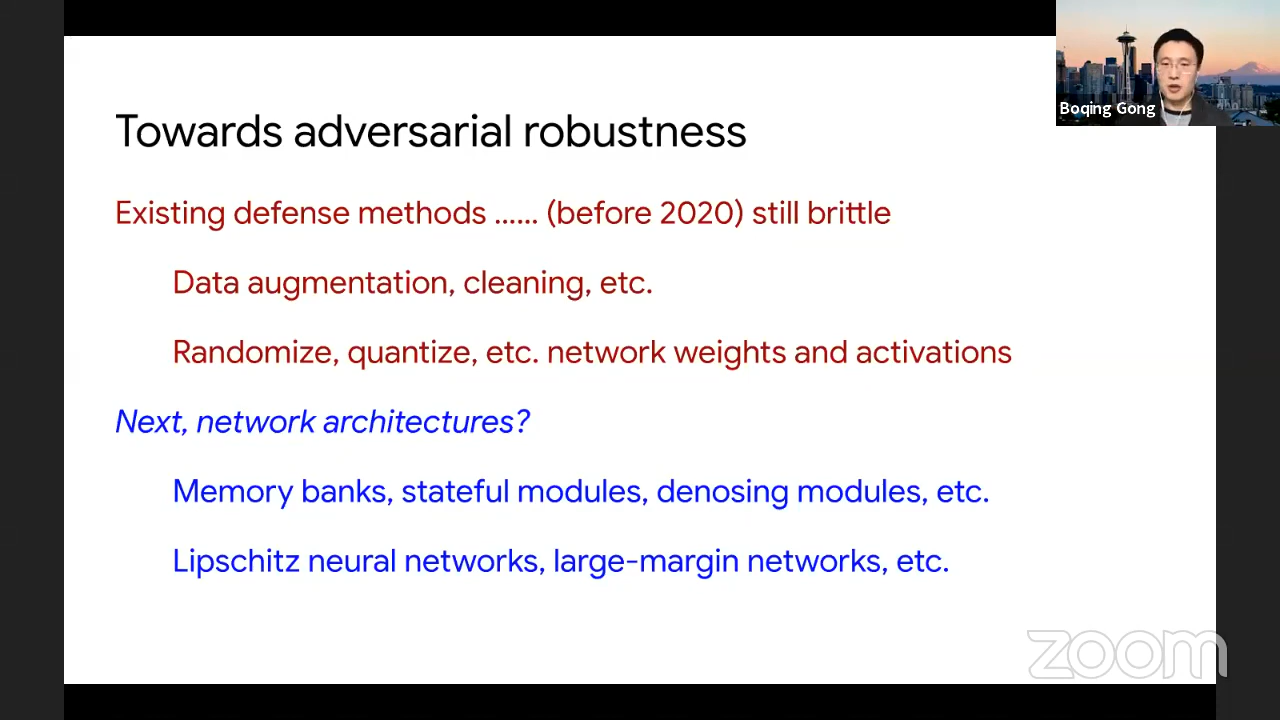 Towards adversarial robustness
Boqing Gong
Existing defense methods ...... (before 2020) still brittle
Data augmentation, cleaning, etc.
Randomize, quantize, etc. network weights and activations
Next, network architectures?
Memory banks, stateful modules, denosing modules, etc.
Lipschitz neural networks, large-margin networks, etc.
zoom